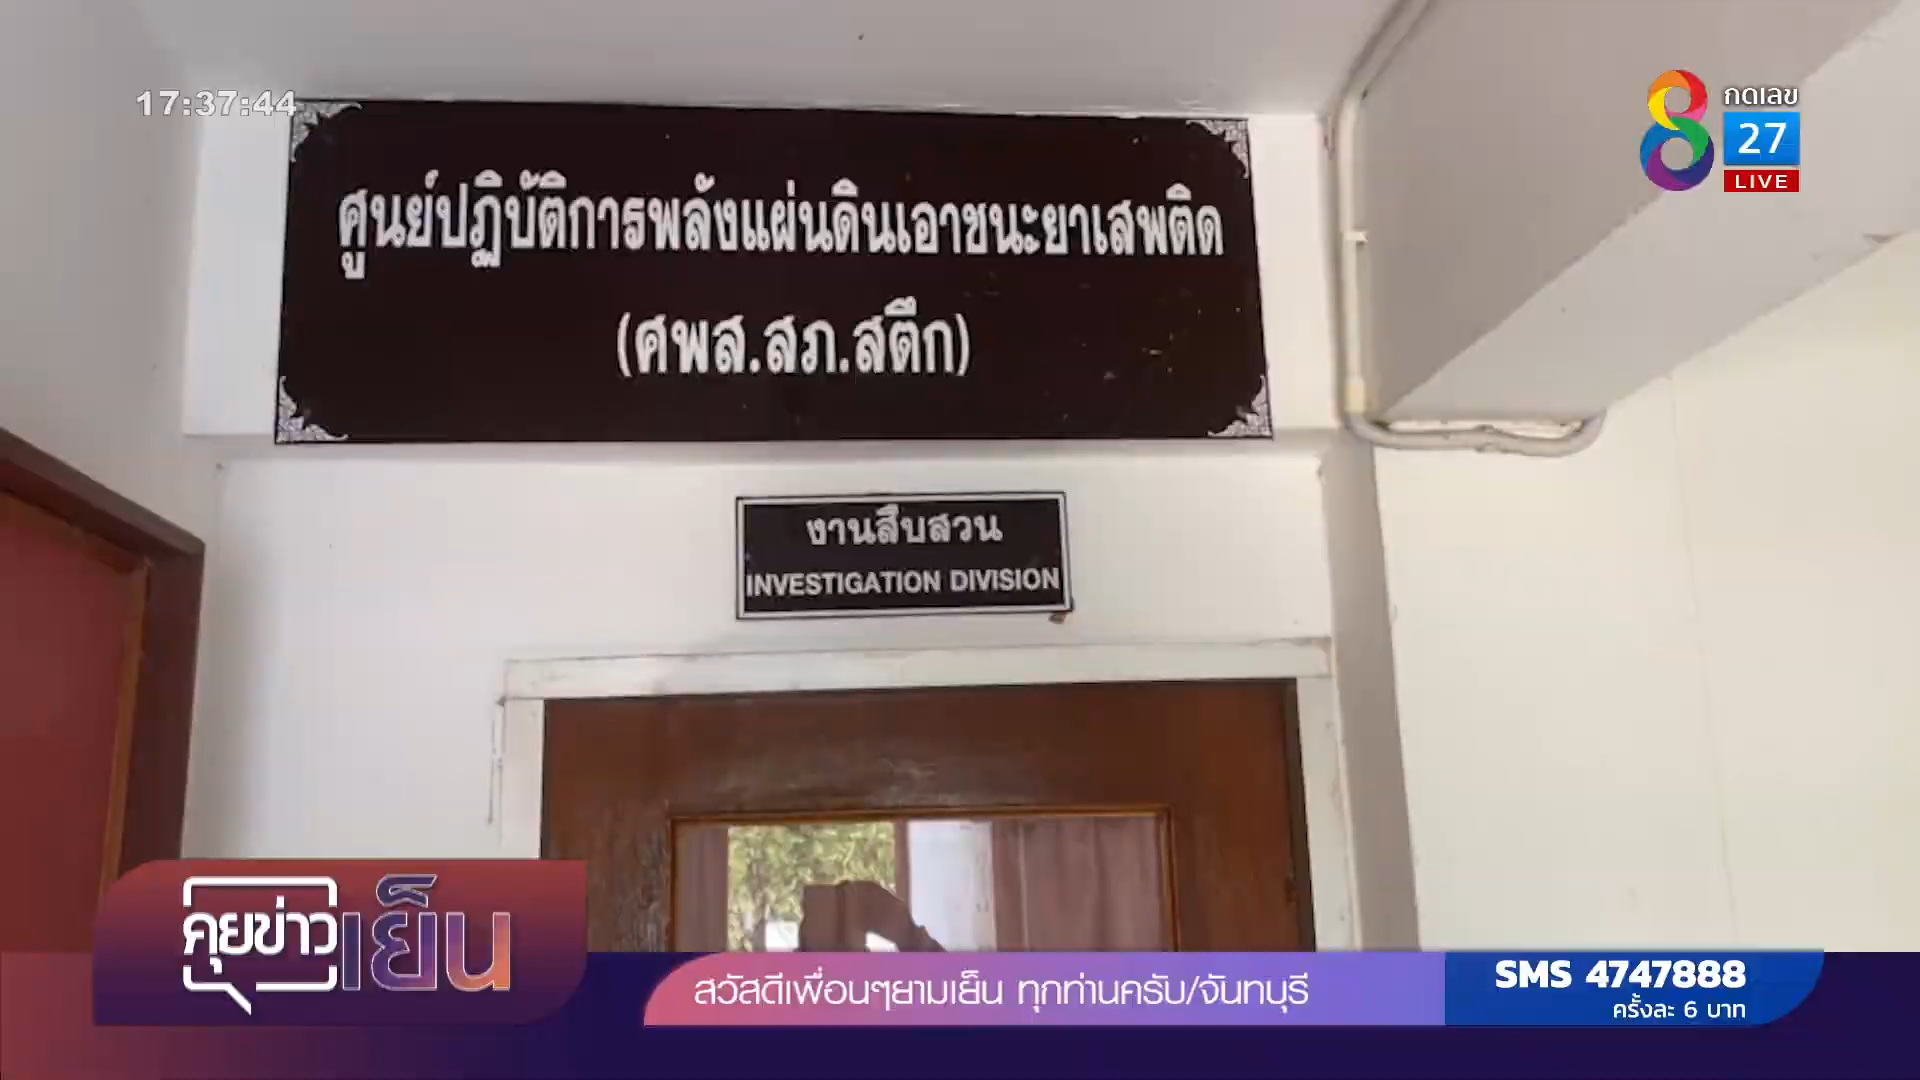 17:37:44
กดเลข
27
LIVE
ศูนย์ปฏิบัติการพลังแผ่นดินเอาชนะยาเสพติด
(ศพส.สภ.สตึก)
งานสืบสวน
INVESTIGATION DIVISION
คุยข่าวเย็น
สวัสดีเพื่อนๆยามเย็น ทุกท่านครับ/จันทบุรี
SMS 4747888
ครั้งละ 6 บาท